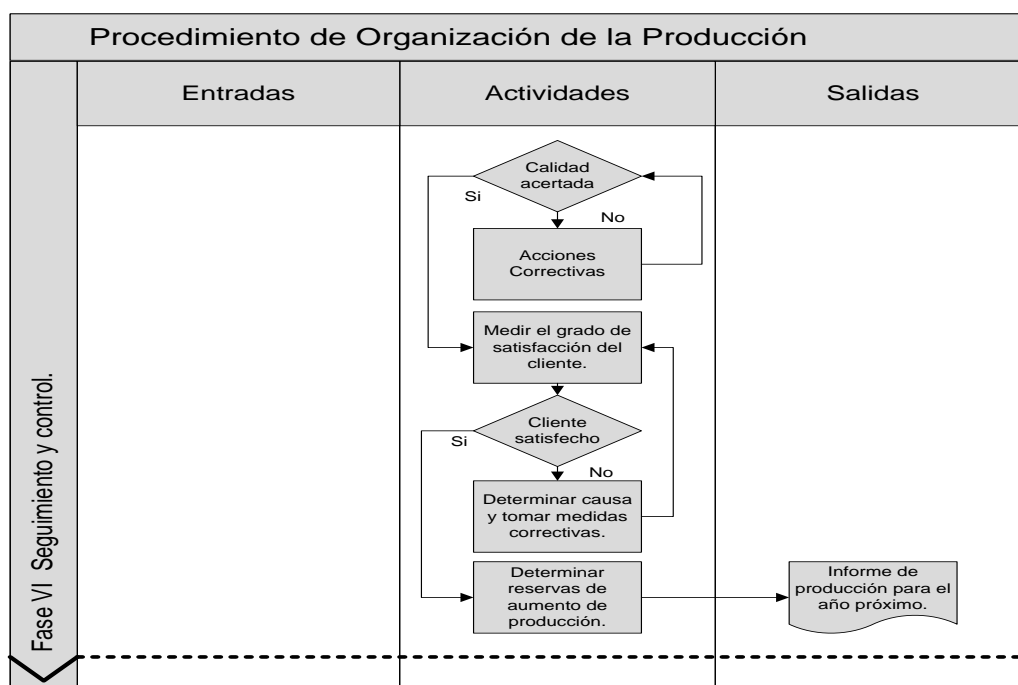 Procedimiento de Organización de la Producción
Entradas
Actividades
Salidas
Fase VI Seguimiento y control.
Calidad
acertada
Si
No
Acciones
Correctivas
Medir el grado de
satisfacción del
cliente.
Cliente
satisfecho
Si
No
Determinar causa
y tomar medidas
correctivas.
Determinar
reservas de
aumento de
producción.
Informe de
producción para el
año próximo.